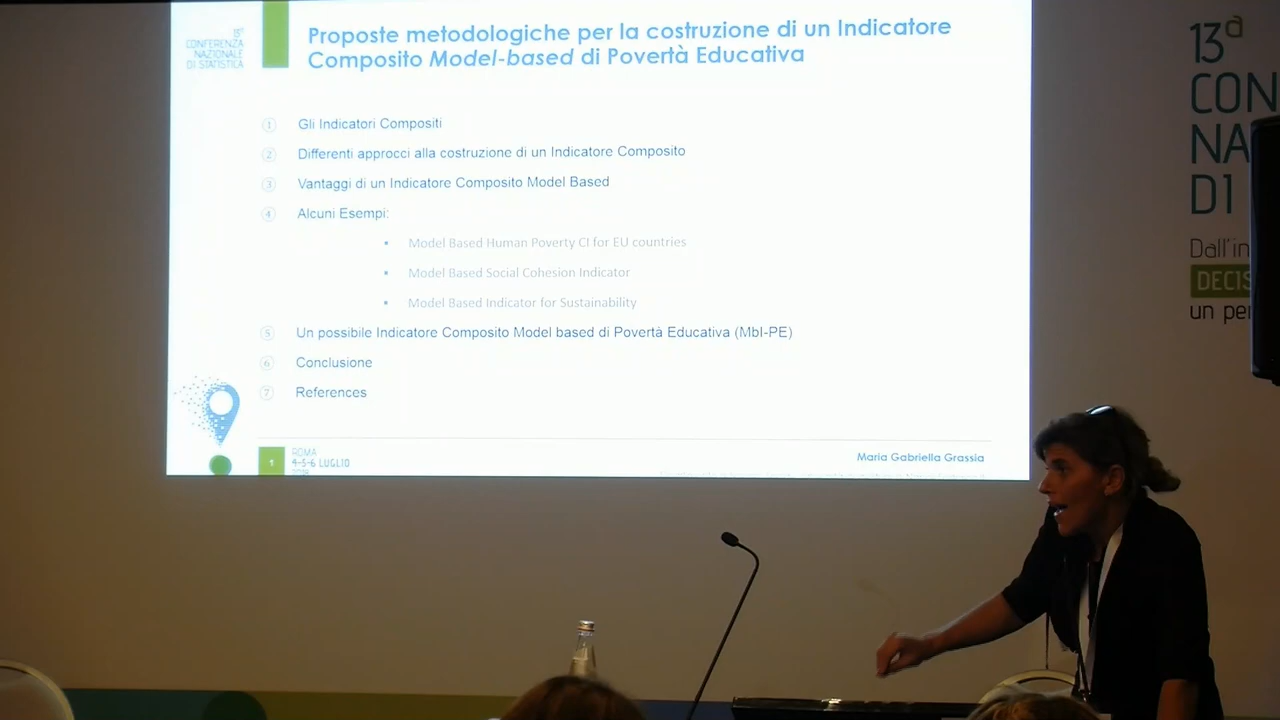 13ª
CONFERENZA
NAZIONALE
DI STATISTICA
Proposte metodologiche per la costruzione di un Indicatore
Composito Model-based di Povertà Educativa
1 Gli Indicatori Compositi
2 Differenti approcci alla costruzione di un Indicatore Composito
3 Vantaggi di un Indicatore Composito Model Based
4 Alcuni Esempi:
▪ Model Based Human Poverty CI for EU countries
▪ Model Based Social Cohesion Indicator
▪ Model Based Indicator for Sustainability
5 Un possibile Indicatore Composito Model based di Povertà Educativa (MbI-PE)
6 Conclusione
7 References
1
ROMA
4-5-6 LUGLIO
2018
Maria Gabriella Grassia
13ª
CON
NA
DI
Dall'in
DECIS
un per